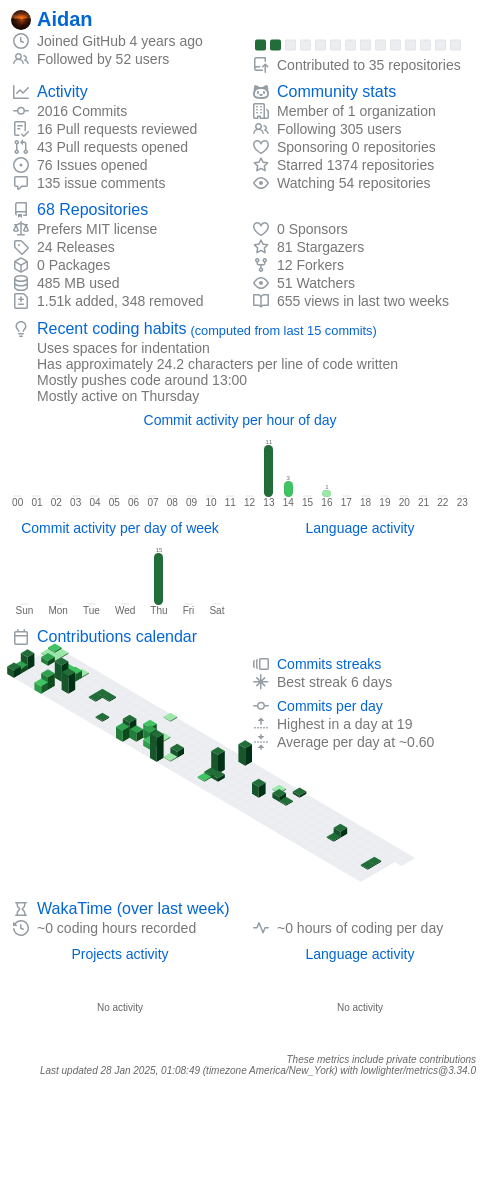 Aidan
Joined GitHub 4 years ago
Followed by 52 users
Contributed to 35 repositories
Activity
2016 Commits
16 Pull requests reviewed
43 Pull requests opened
76 Issues opened
135 issue comments
Community stats
Member of 1 organization
Following 305 users
Sponsoring 0 repositories
Starred 1374 repositories
Watching 54 repositories
68 Repositories
Prefers MIT license
24 Releases
0 Packages
485 MB used
1.51k added, 348 removed
0 Sponsors
81 Stargazers
12 Forkers
51 Watchers
655 views in last two weeks
Recent coding habits (computed from last 15 commits)
Uses spaces for indentation
Has approximately 24.2 characters per line of code written
Mostly pushes code around 13:00
Mostly active on Thursday
Commit activity per hour of day
11 3 1
00 01 02 03 04 05 06 07 08 09 10 11 12 13 14 15 16 17 18 19 20 21 22 23
Commit activity per day of week
15
Sun Mon Tue Wed Thu Fri Sat
Language activity
Contributions calendar
Commits streaks
Best streak 6 days
Commits per day
Highest in a day at 19
Average per day at ~0.60
WakaTime (over last week)
~0 coding hours recorded
~0 hours of coding per day
Projects activity
No activity
Language activity
No activity
These metrics include private contributions
Last updated 28 Jan 2025, 01:08:49 (timezone America/New_York) with lowlighter/metrics@3.34.0